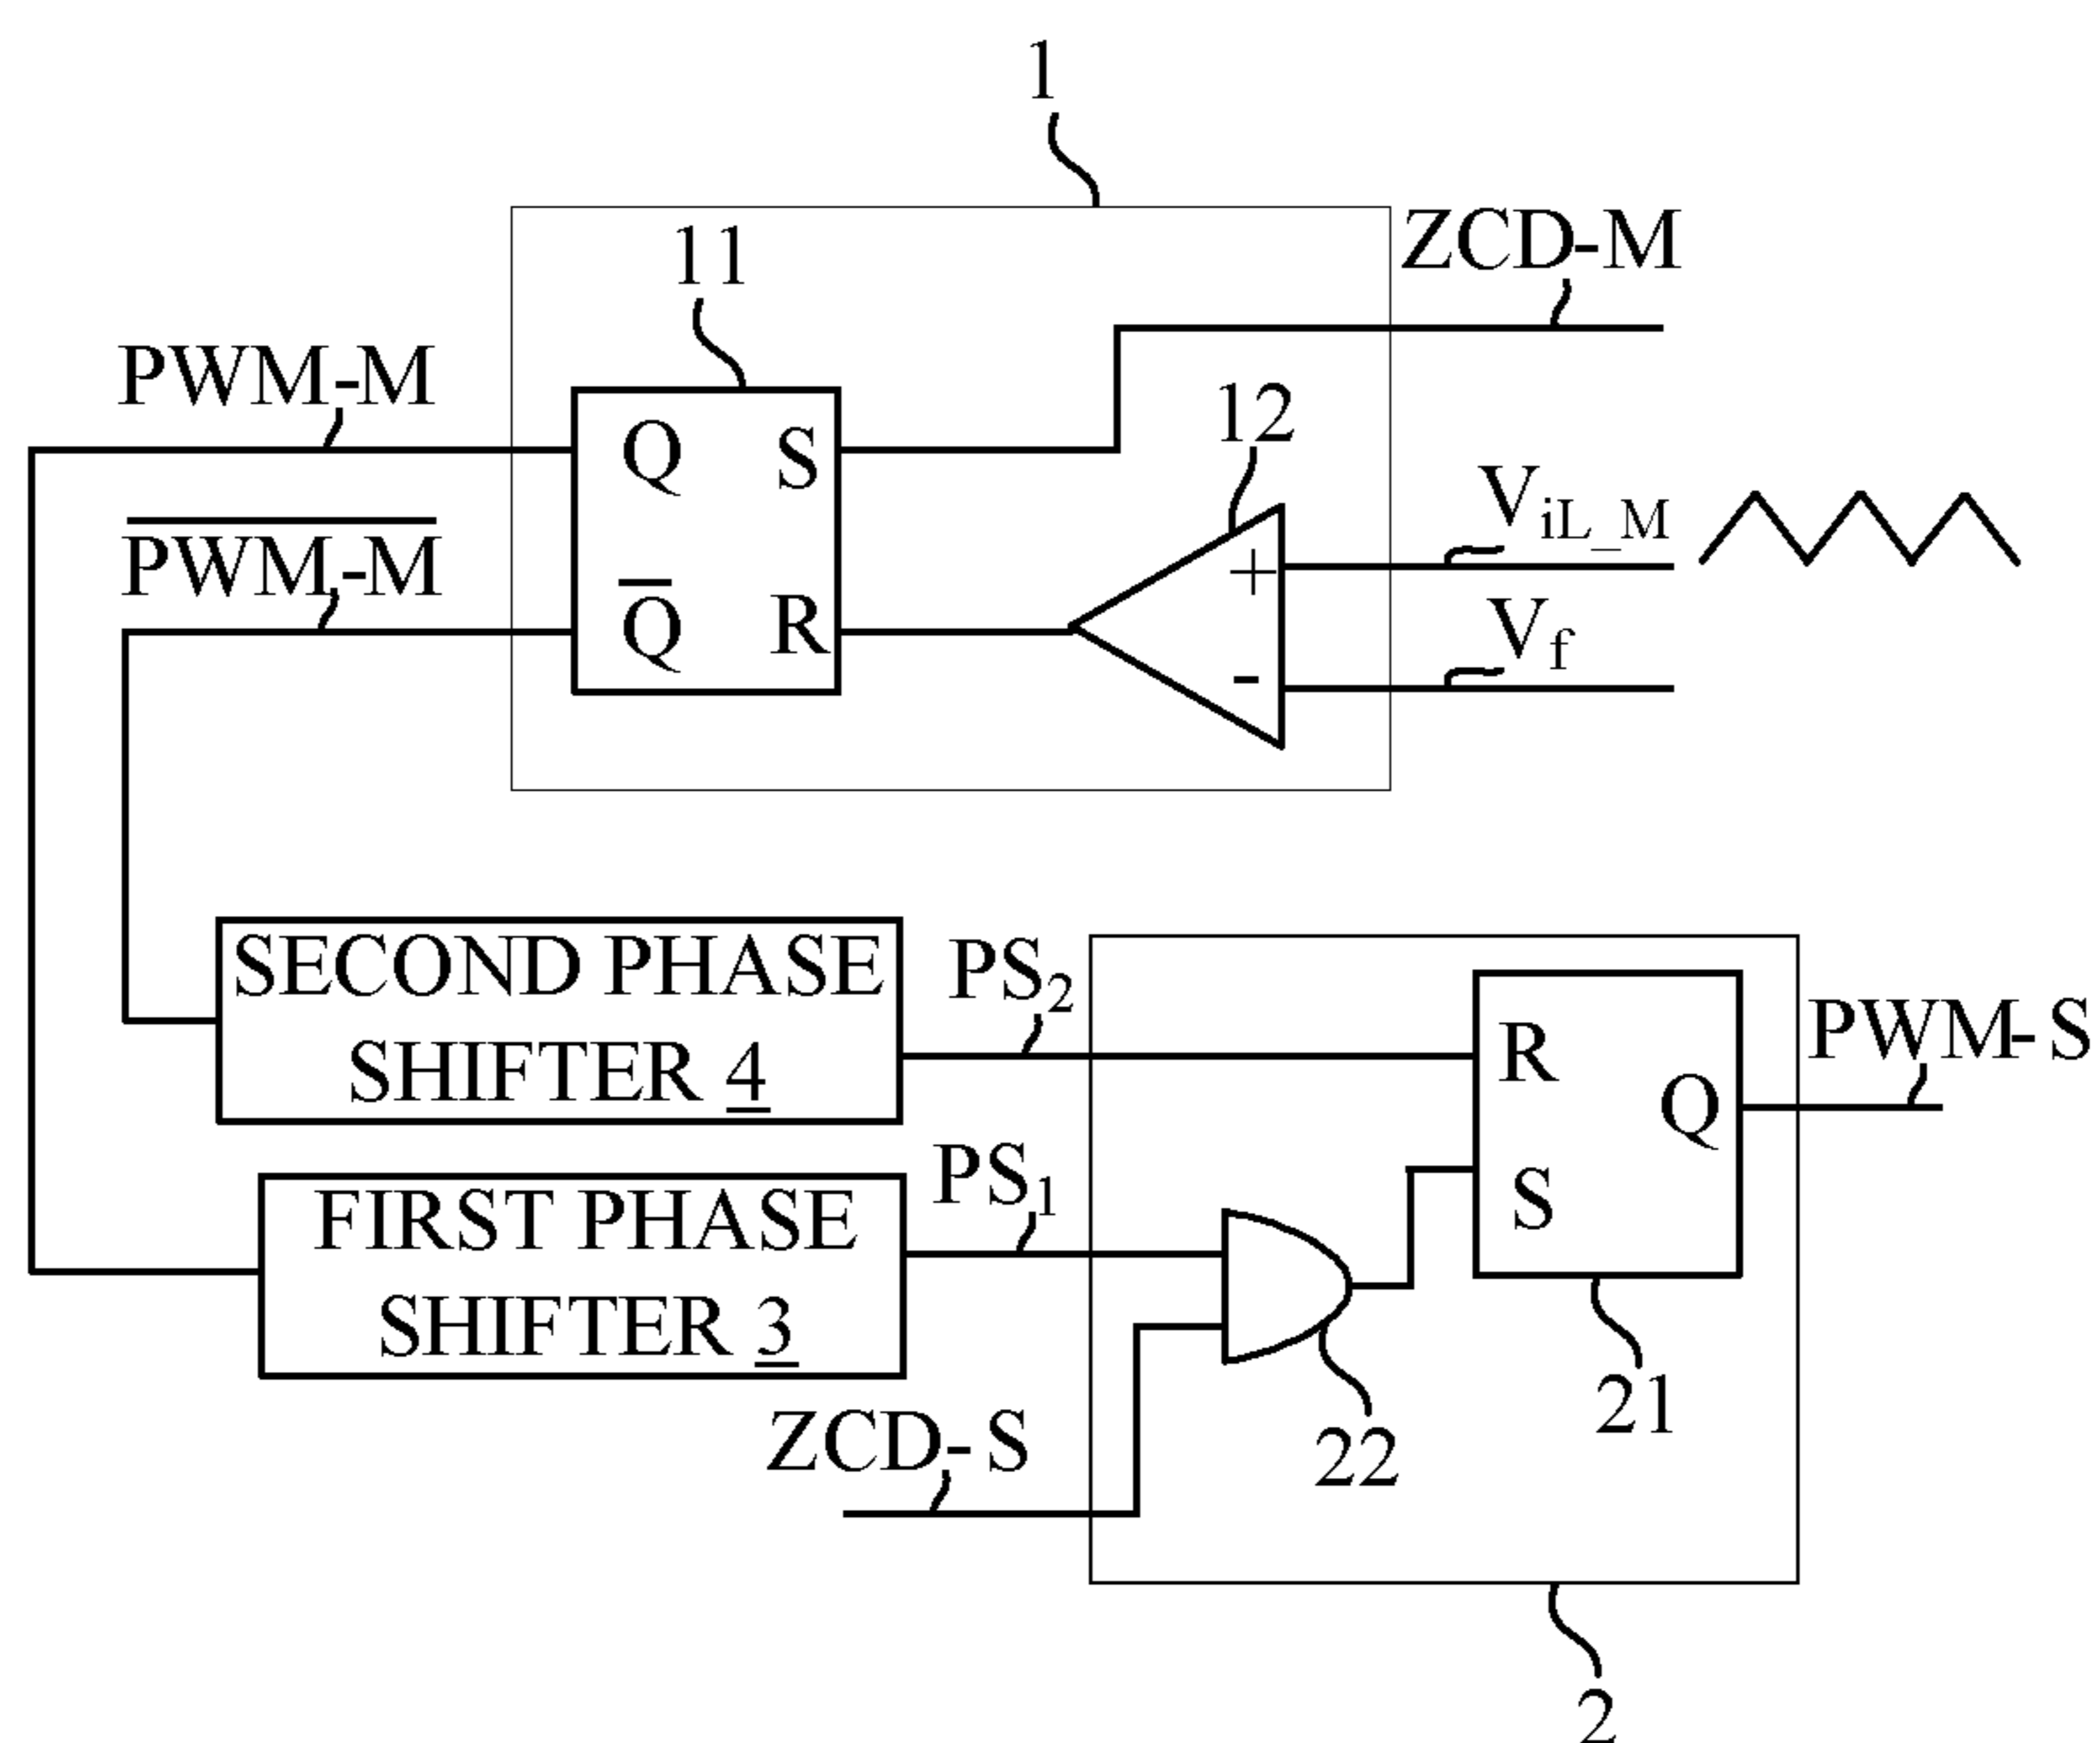 1
ZCD-M
11
PWM-M
12
Q S
V_iL_M
PWM-M
Q R
+
-
V_f
SECOND PHASE
SHIFTER 4
PS_2
R
Q
PWM-S
FIRST PHASE
SHIFTER 3
PS_1
S
ZCD-S
22
21
2